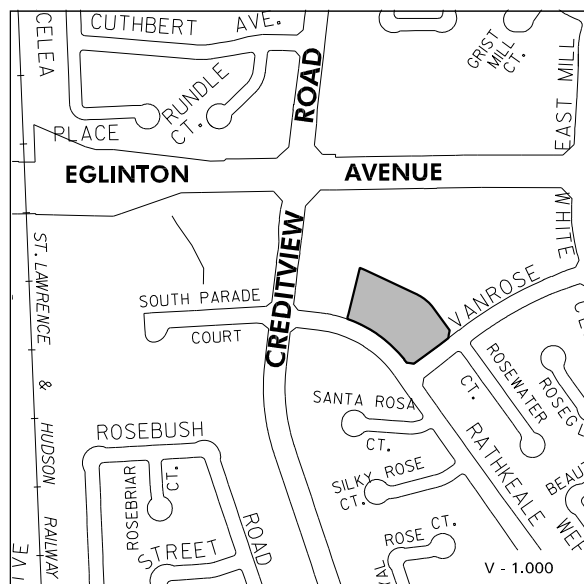 CUTHBERT AVE.
CELEA
PLACE
RUNDLE
CT.
ROAD
GRIST
MILL
CT.
EAST MILL
EGLINTON AVENUE
WHITE
ST. LAWRENCE
&
HUDSON
RAILWAY
SOUTH PARADE
COURT
CREDITVIEW
VANROSE
SANTA ROSA
CT.
ROSEWATER
CT.
RATHKEALE
ROSEBUSH
ROSEBRIAR
CT.
STREET
ROAD
SILKY ROSE
CT.
ROSE CT.
V - 1.000